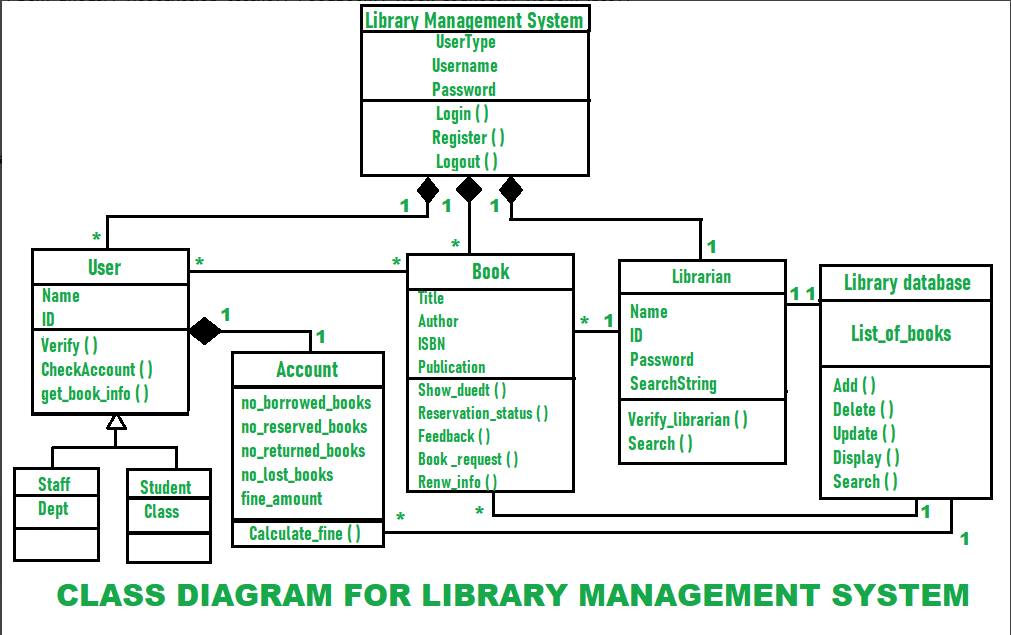 Library Management System
UserType
Username
Password
Login ( )
Register ( )
Logout ( )
1
1
1
*
*
1
User
Name
ID
Verify ( )
CheckAccount ( )
get_book_info ( )
*
*
1
1
Book
Title
Author
ISBN
Publication
Show_duedt ( )
Reservation_status ( )
Feedback ( )
Book _request ( )
Renw_info ( )
*
1
Librarian
Name
ID
Password
SearchString
Verify_librarian ( )
Search ( )
1 1
Library database
List_of_books
Add ( )
Delete ( )
Update ( )
Display ( )
Search ( )
Account
no_borrowed_books
no_reserved_books
no_returned_books
no_lost_books
fine_amount
Calculate_fine ( )
Staff
Dept
Student
Class
*
*
1
1
CLASS DIAGRAM FOR LIBRARY MANAGEMENT SYSTEM